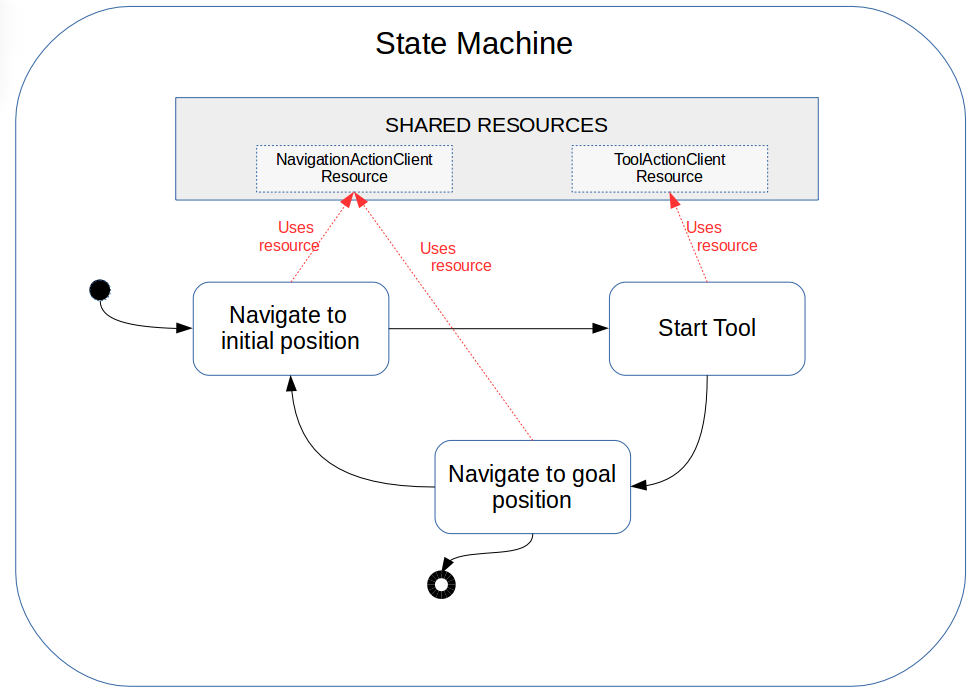 State Machine
SHARED RESOURCES
NavigationActionClient
Resource
ToolActionClient
Resource
Uses
resource
Uses
resource
Uses
resource
Navigate to
initial position
Start Tool
Navigate to goal
position